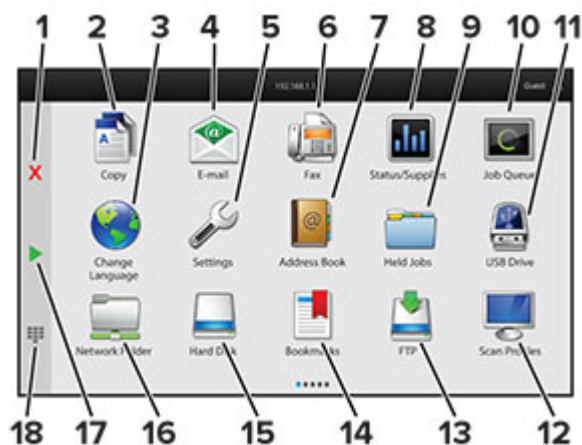 1 2 3 4 5 6 7 8 9 10 11
192.168.1.1 Guest
Copy E-mail Fax Status/Supplies Job Queue
X
Change Language Settings Address Book Held Jobs USB Drive
Network Folder Hard Disk Bookmarks FTP Scan Profiles
18 17 16 15 14 13 12